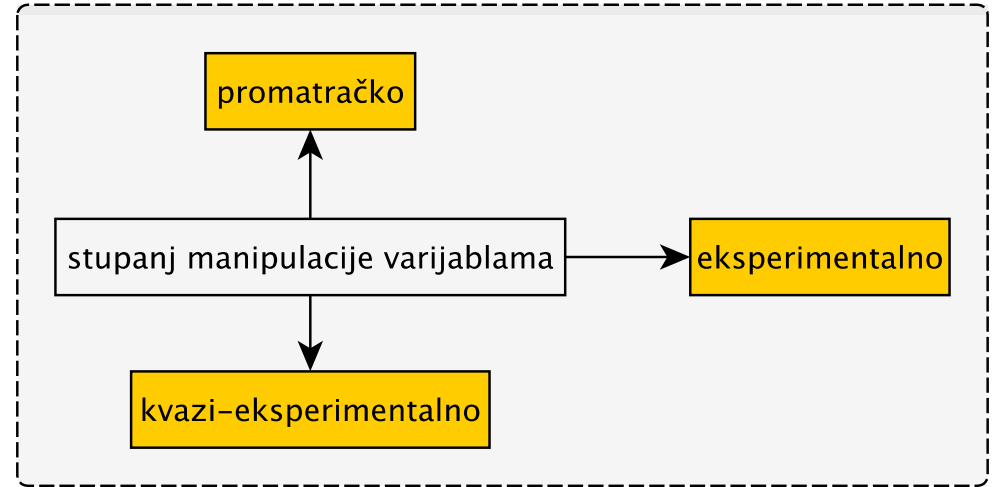 promatračko
stupanj manipulacije varijablama
eksperimentalno
kvazi-eksperimentalno